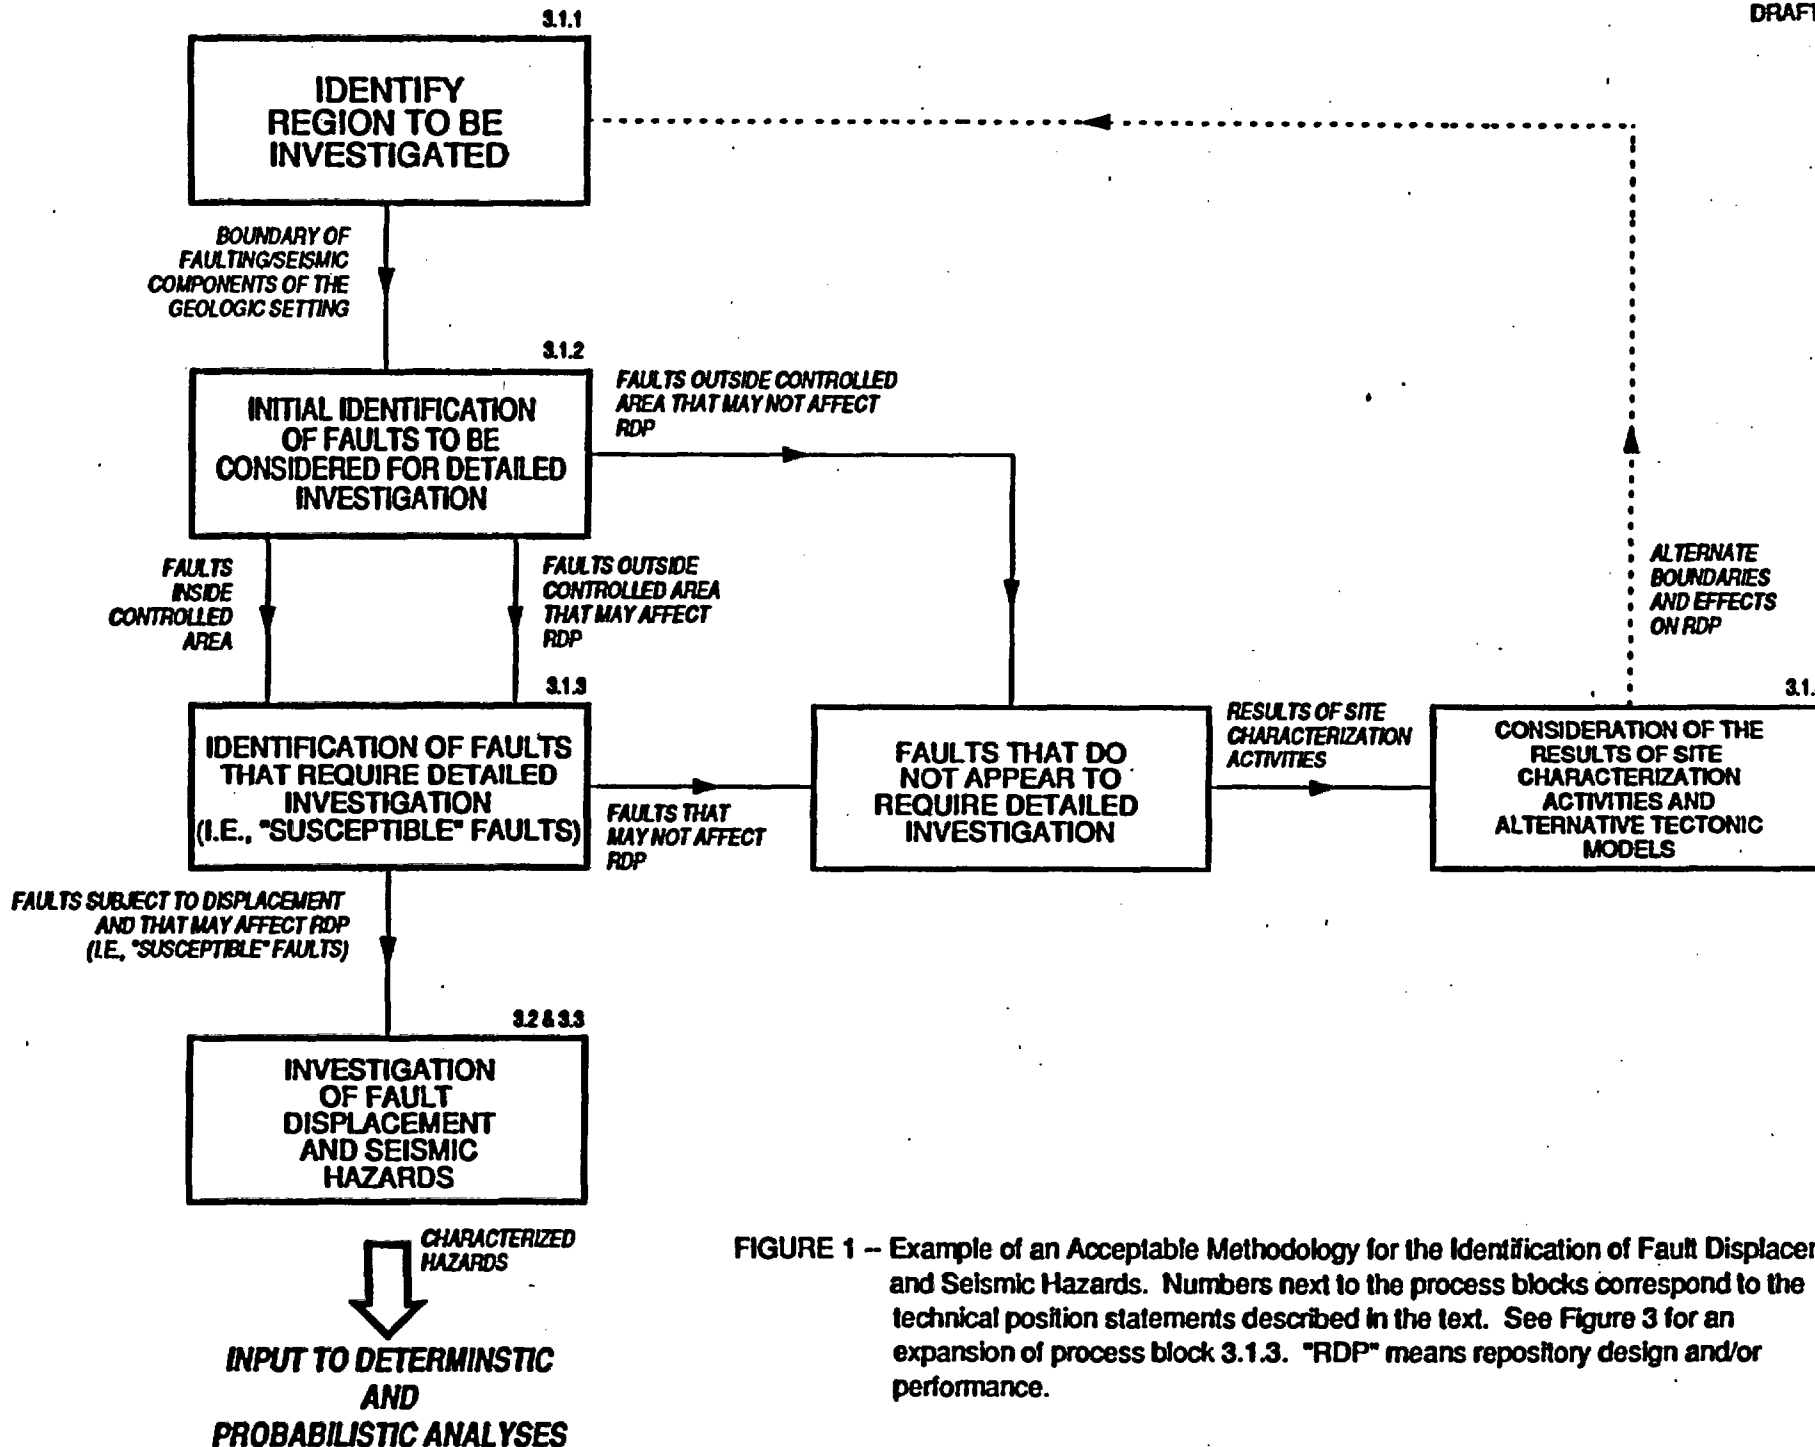 DRAFT
3.1.1
IDENTIFY
REGION TO BE
INVESTIGATED
BOUNDARY OF
FAULTING/SEISMIC
COMPONENTS OF THE
GEOLOGIC SETTING
3.1.2
INITIAL IDENTIFICATION
OF FAULTS TO BE
CONSIDERED FOR DETAILED
INVESTIGATION
FAULTS OUTSIDE CONTROLLED
AREA THAT MAY NOT AFFECT
RDP
FAULTS
INSIDE
CONTROLLED
AREA
FAULTS OUTSIDE
CONTROLLED AREA
THAT MAY AFFECT
RDP
ALTERNATE
BOUNDARIES
AND EFFECTS
ON RDP
3.1.3
IDENTIFICATION OF FAULTS
THAT REQUIRE DETAILED
INVESTIGATION
(I.E., "SUSCEPTIBLE" FAULTS)
FAULTS THAT
MAY NOT AFFECT
RDP
FAULTS THAT DO
NOT APPEAR TO
REQUIRE DETAILED
INVESTIGATION
RESULTS OF SITE
CHARACTERIZATION
ACTIVITIES
3.1.
CONSIDERATION OF THE
RESULTS OF SITE
CHARACTERIZATION
ACTIVITIES AND
ALTERNATIVE TECTONIC
MODELS
FAULTS SUBJECT TO DISPLACEMENT
AND THAT MAY AFFECT RDP
(I.E., "SUSCEPTIBLE" FAULTS)
3.2 & 3.3
INVESTIGATION
OF FAULT
DISPLACEMENT
AND SEISMIC
HAZARDS
CHARACTERIZED
HAZARDS
INPUT TO DETERMINSTIC
AND
PROBABILISTIC ANALYSES
FIGURE 1 -- Example of an Acceptable Methodology for the Identification of Fault Displacer
and Seismic Hazards. Numbers next to the process blocks correspond to the
technical position statements described in the text. See Figure 3 for an
expansion of process block 3.1.3. "RDP" means repository design and/or
performance.